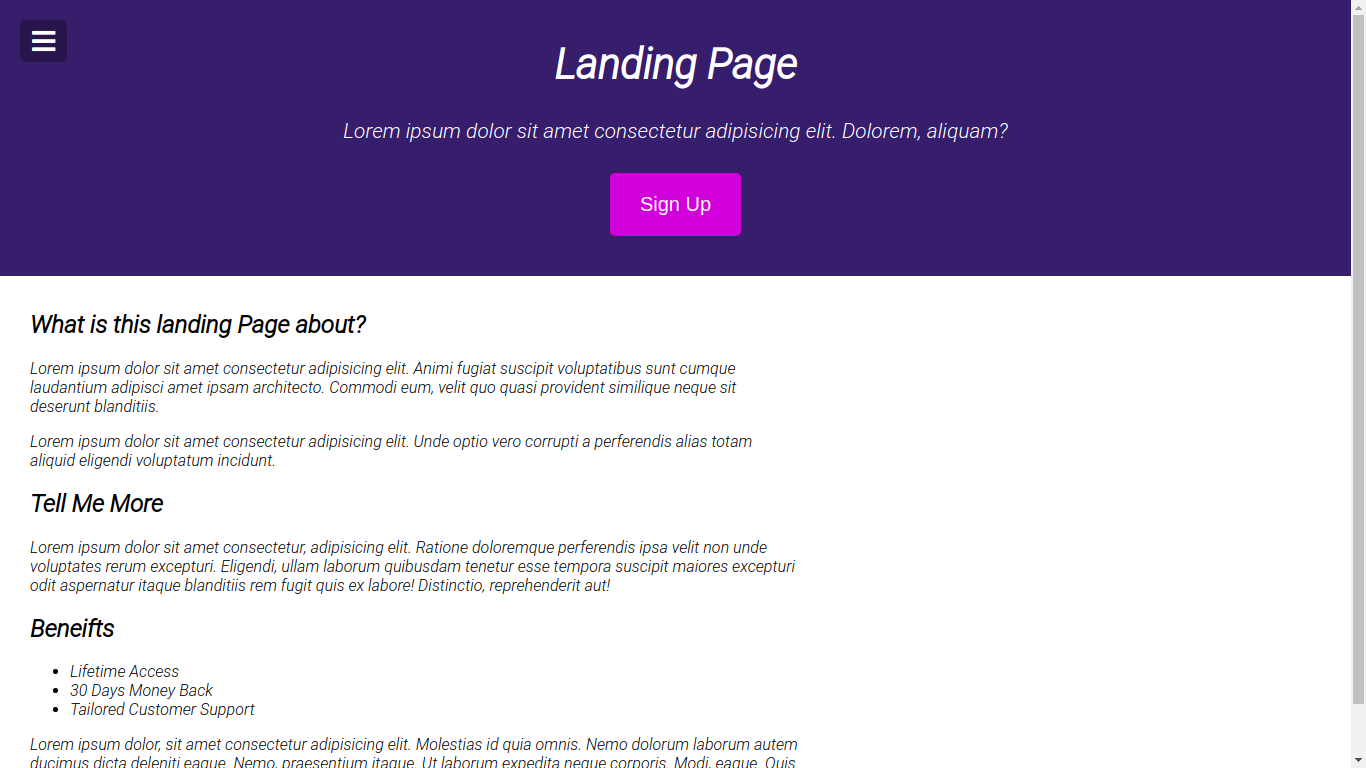 Landing Page
Lorem ipsum dolor sit amet consectetur adipisicing elit. Dolorem, aliquam?
Sign Up
What is this landing Page about?
Lorem ipsum dolor sit amet consectetur adipisicing elit. Animi fugiat suscipit voluptatibus sunt cumque
laudantium adipisci amet ipsam architecto. Commodi eum, velit quo quasi provident similique neque sit
deserunt blanditiis.
Lorem ipsum dolor sit amet consectetur adipisicing elit. Unde optio vero corrupti a perferendis alias totam
aliquid eligendi voluptatum incidunt.
Tell Me More
Lorem ipsum dolor sit amet consectetur, adipisicing elit. Ratione doloremque perferendis ipsa velit non unde
voluptates rerum excepturi. Eligendi, ullam laborum quibusdam tenetur esse tempora suscipit maiores excepturi
odit aspernatur itaque blanditiis rem fugit quis ex labore! Distinctio, reprehenderit aut!
Beneifts
Lifetime Access
30 Days Money Back
Tailored Customer Support
Lorem ipsum dolor, sit amet consectetur adipisicing elit. Molestias id quia omnis. Nemo dolorum laborum autem
ducimus dicta deleniti eaque. Nemo, praesentium itaque. Ut laborum expedita neque corporis. Modi, eaque. Quis